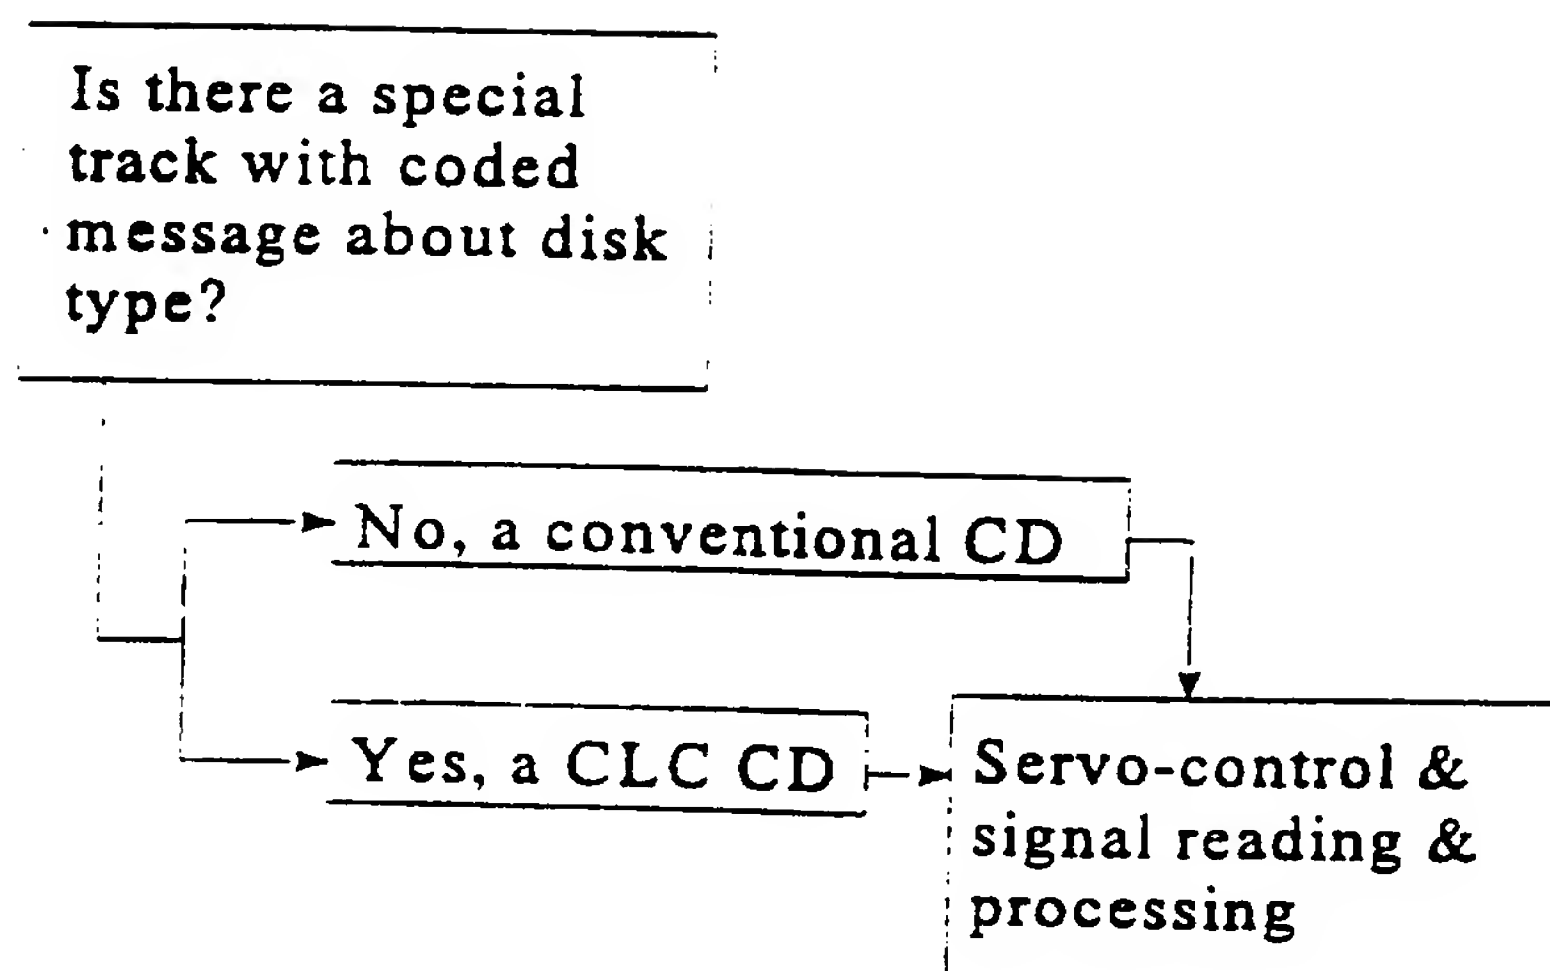 Is there a special
track with coded
message about disk
type?
No, a conventional CD
Yes, a CLC CD
Servo-control &
signal reading &
processing